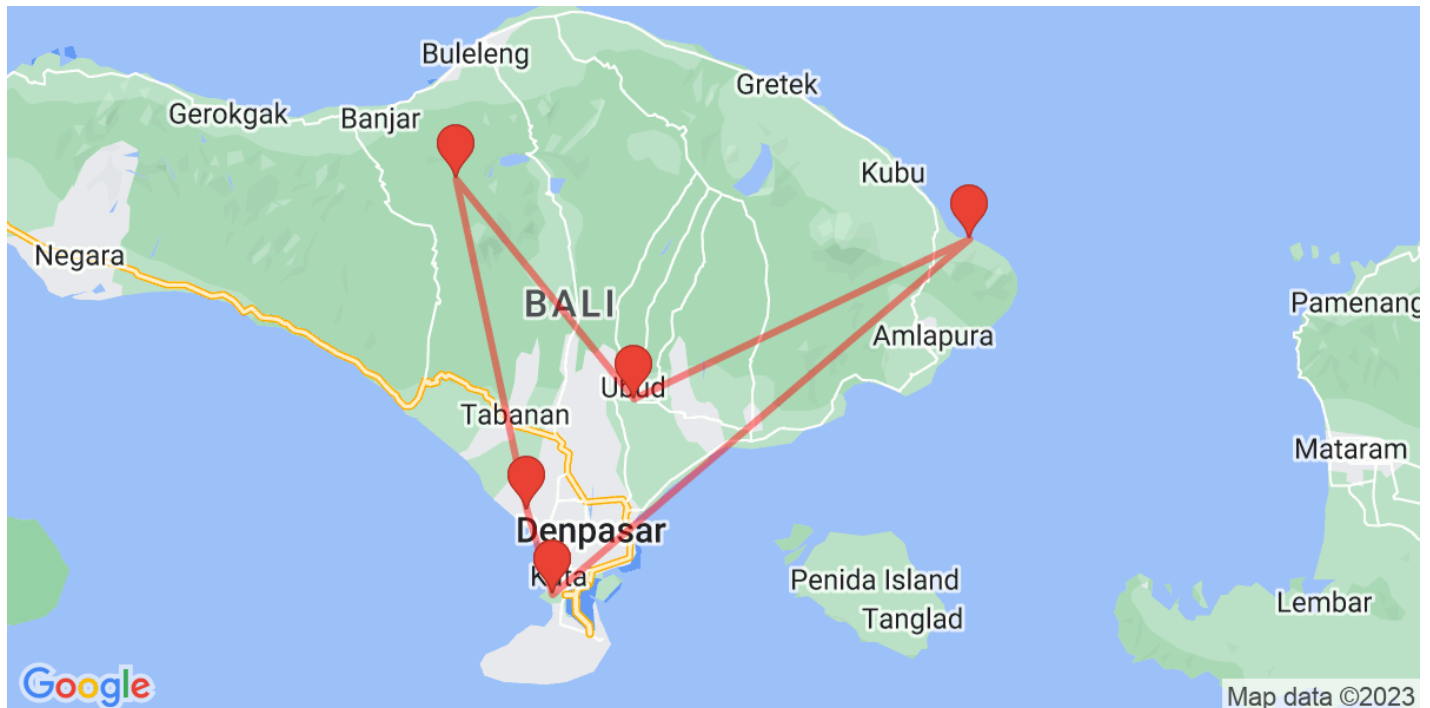 Buleleng
Gretek
Gerokgak
Banjar
Kubu
Negara
BALI
Pamenang
Amlapura
Ubud
Tabanan
Mataram
Denpasar
Kuta
Penida Island
Tanglad
Lembar
Google
Map data ©2023